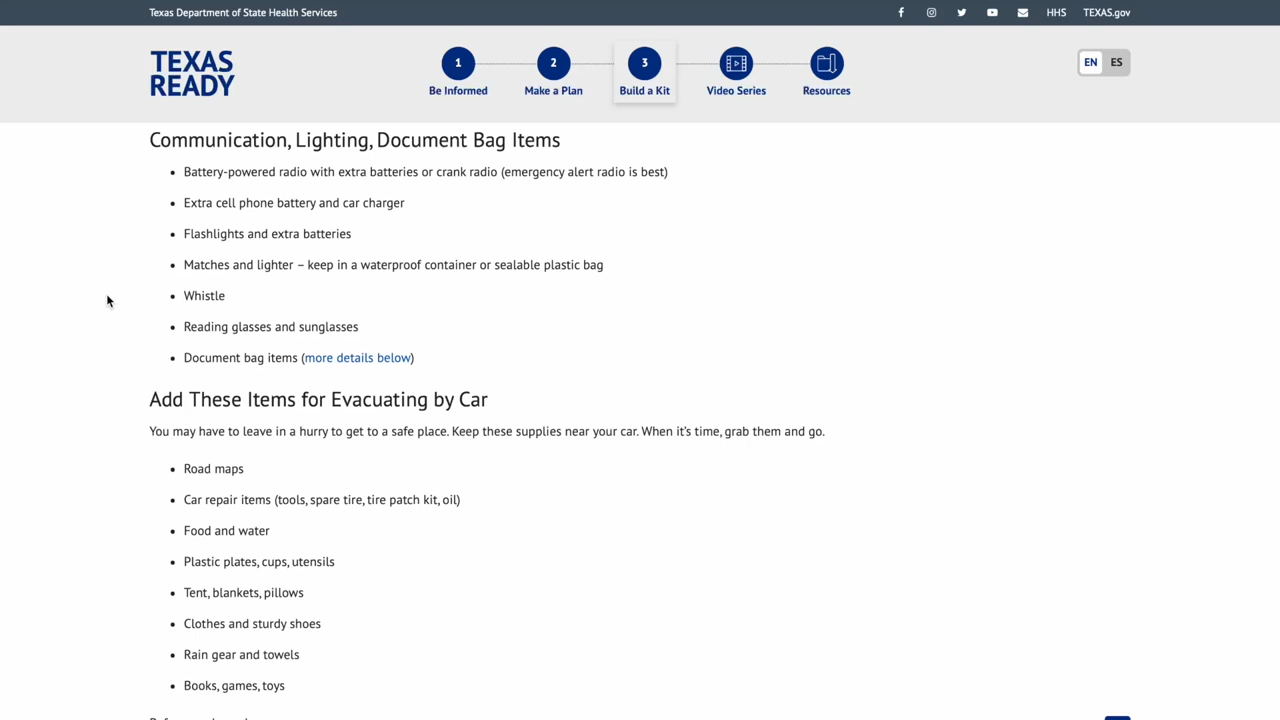 Texas Department of State Health Services
HHS
TEXAS.gov
TEXAS
READY
1
2
3
Be Informed
Make a Plan
Build a Kit
Video Series
Resources
EN
ES
Communication, Lighting, Document Bag Items
• Battery-powered radio with extra batteries or crank radio (emergency alert radio is best)
• Extra cell phone battery and car charger
• Flashlights and extra batteries
• Matches and lighter – keep in a waterproof container or sealable plastic bag
• Whistle
• Reading glasses and sunglasses
• Document bag items (more details below)
Add These Items for Evacuating by Car
You may have to leave in a hurry to get to a safe place. Keep these supplies near your car. When it's time, grab them and go.
• Road maps
• Car repair items (tools, spare tire, tire patch kit, oil)
• Food and water
• Plastic plates, cups, utensils
• Tent, blankets, pillows
• Clothes and sturdy shoes
• Rain gear and towels
• Books, games, toys